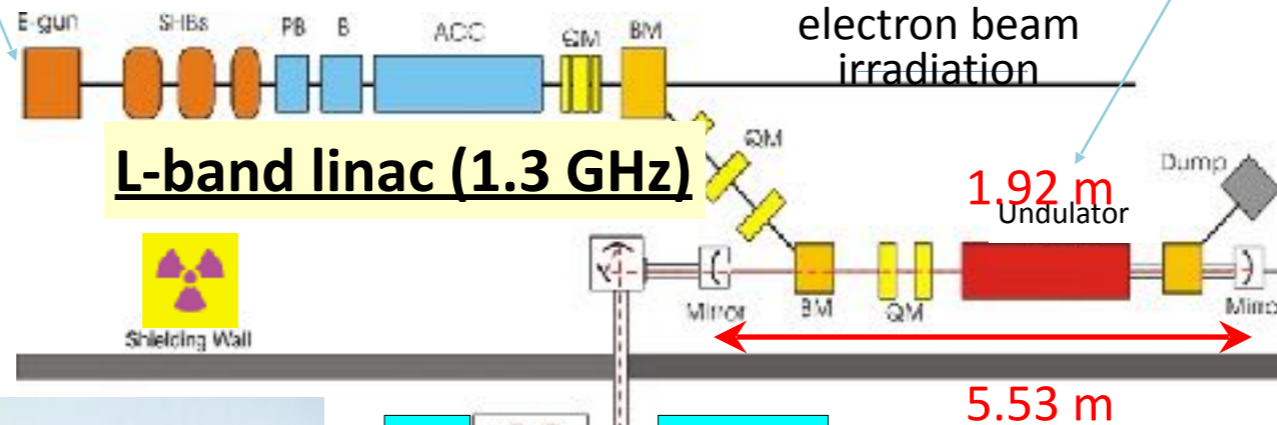 E-gun
SHBs
PB
B
ACC
QM
BM
electron beam
irradiation
L-band linac (1.3 GHz)
QM
1.92 m
Undulator
Dump
Mirror
BM
QM
Shielding Wall
5.53 m